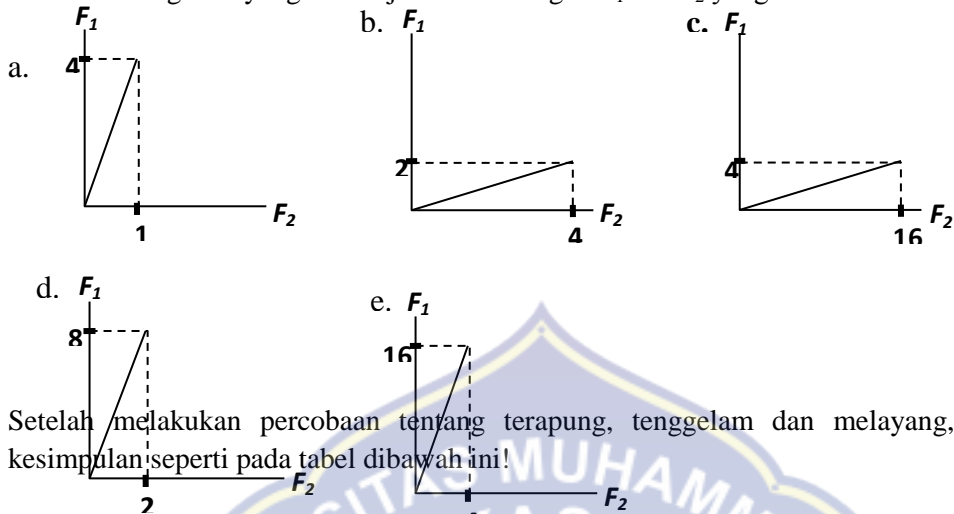 F₁ b. F₁ c. F₁
a. 4 2 4
F₂ F₂ F₂
1 4 16
d. F₁ e. F₁
8 16
Setelah melakukan percobaan tentang terapung, tenggelam dan melayang,
kesimpulan seperti pada tabel dibawah ini!
F₂ F₂
2
MUHAM